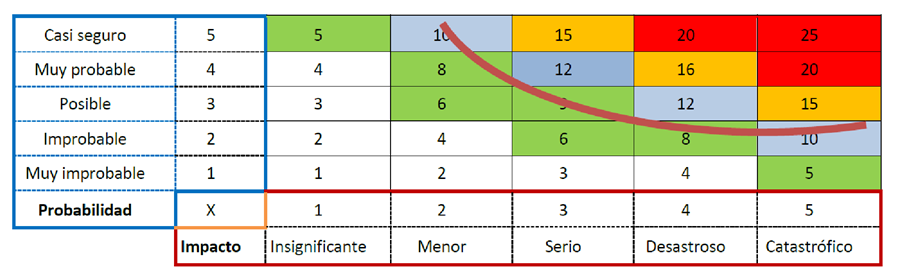 Casi seguro 5 5 10 15 20 25
Muy probable 4 4 8 12 16 20
Posible 3 3 6 9 12 15
Improbable 2 2 4 6 8 10
Muy improbable 1 1 2 3 4 5
Probabilidad X 1 2 3 4 5
Impacto Insignificante Menor Serio Desastroso Catastrófico